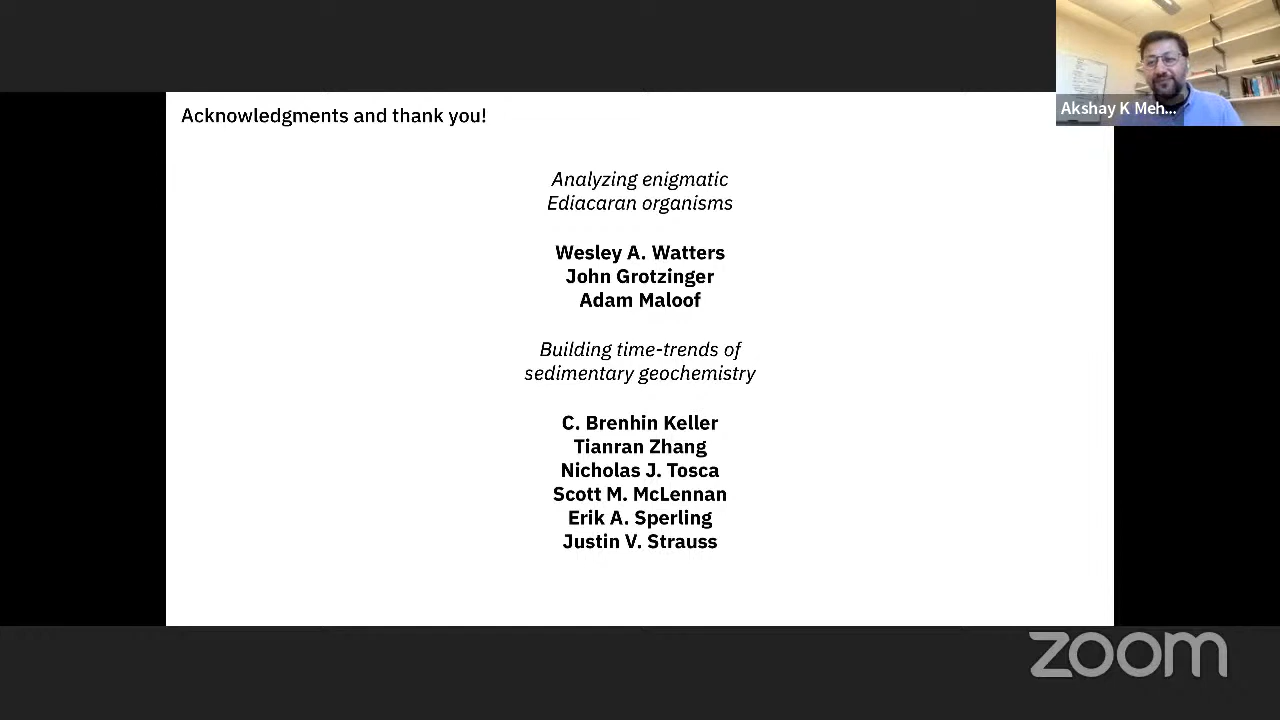 Acknowledgments and thank you!
Akshay K Meh...
Analyzing enigmatic
Ediacaran organisms
Wesley A. Watters
John Grotzinger
Adam Maloof
Building time-trends of
sedimentary geochemistry
C. Brenhin Keller
Tianran Zhang
Nicholas J. Tosca
Scott M. McLennan
Erik A. Sperling
Justin V. Strauss
zoom